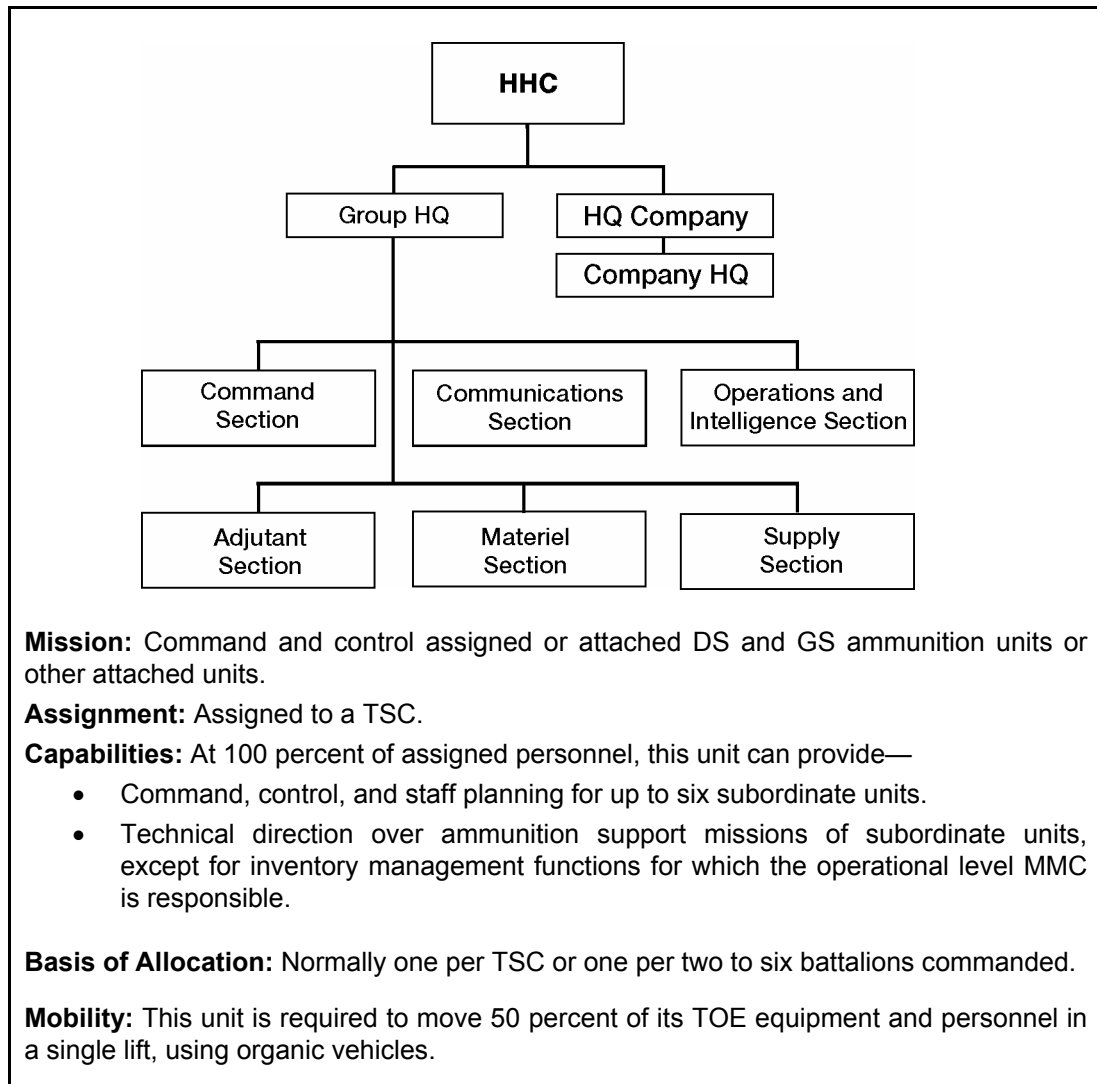 HHC
Group HQ
HQ Company
Company HQ
Command
Section
Communications
Section
Operations and
Intelligence Section
Adjutant
Section
Materiel
Section
Supply
Section
Mission: Command and control assigned or attached DS and GS ammunition units or
other attached units.
Assignment: Assigned to a TSC.
Capabilities: At 100 percent of assigned personnel, this unit can provide—
• Command, control, and staff planning for up to six subordinate units.
• Technical direction over ammunition support missions of subordinate units,
except for inventory management functions for which the operational level MMC
is responsible.
Basis of Allocation: Normally one per TSC or one per two to six battalions commanded.
Mobility: This unit is required to move 50 percent of its TOE equipment and personnel in
a single lift, using organic vehicles.